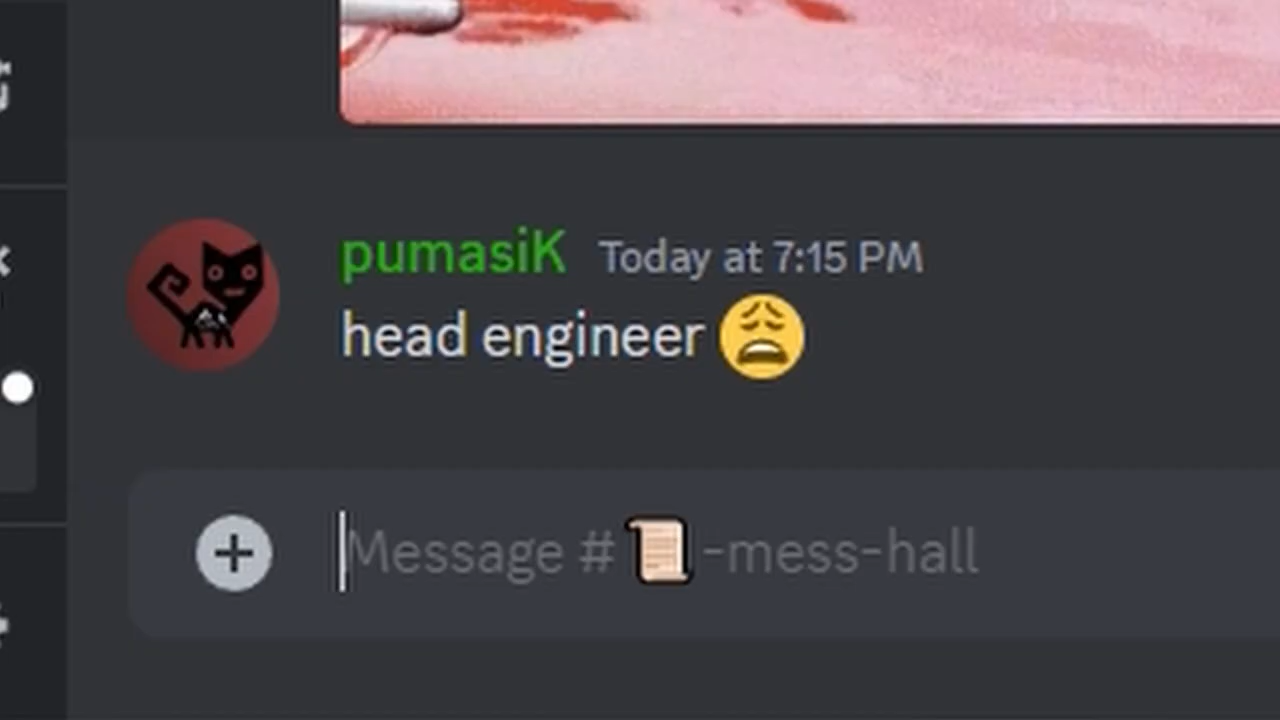 pumasiK Today at 7:15 PM
head engineer 😩
Message #📜-mess-hall